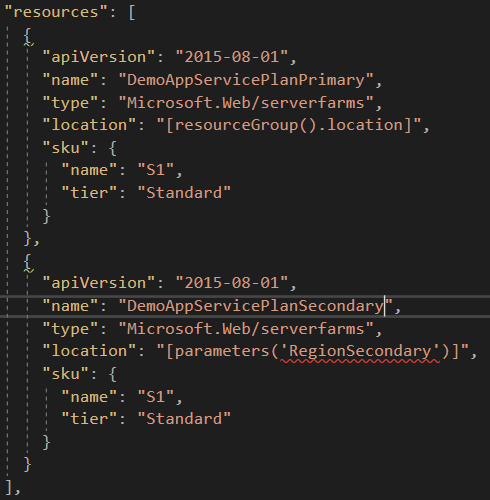 "resources": [
{
"apiVersion": "2015-08-01",
"name": "DemoAppServicePlanPrimary",
"type": "Microsoft.Web/serverfarms",
"location": "[resourceGroup().location]",
"sku": {
"name": "S1",
"tier": "Standard"
}
},
{
"apiVersion": "2015-08-01",
"name": "DemoAppServicePlanSecondary",
"type": "Microsoft.Web/serverfarms",
"location": "[parameters('RegionSecondary')]",
"sku": {
"name": "S1",
"tier": "Standard"
}
}
],